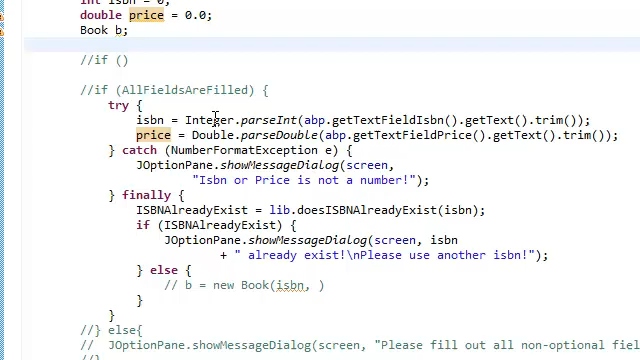 int isbn = 0;
double price = 0.0;
Book b;
//if ()
//if (AllFieldsAreFilled) {
try {
isbn = Integer.parseInt(abp.getTextFieldIsbn().getText().trim());
price = Double.parseDouble(abp.getTextFieldPrice().getText().trim());
} catch (NumberFormatException e) {
JOptionPane.showMessageDialog(screen,
"Isbn or Price is not a number!");
} finally {
ISBNAlreadyExist = lib.doesISBNAlreadyExist(isbn);
if (ISBNAlreadyExist) {
JOptionPane.showMessageDialog(screen, isbn
+ " already exist!\nPlease use another isbn!");
} else {
// b = new Book(isbn, )
}
}
//} else{
// JOptionPane.showMessageDialog(screen, "Please fill out all non-optional fiel
//}